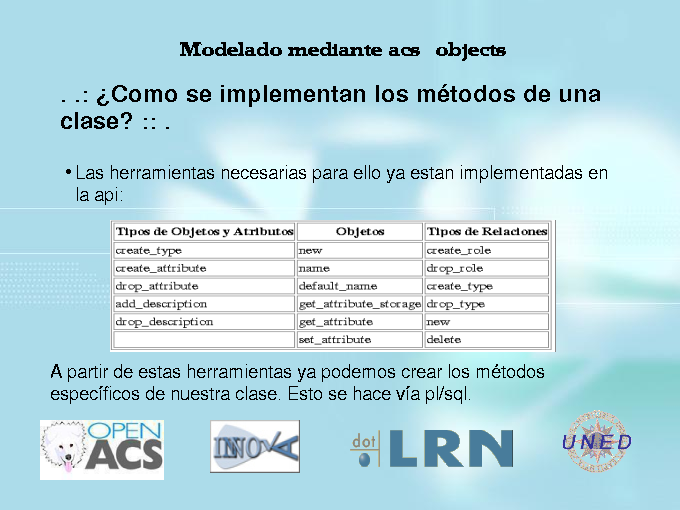 Modelado mediante acs objects
. .: ¿Como se implementan los métodos de una
clase? :: .
• Las herramientas necesarias para ello ya estan implementadas en
la api:
Tipos de Objetos y Atributos Objetos Tipos de Relaciones
create_type new create_role
create_attribute name drop_role
drop_attribute default_name create_type
add_description get_attribute_storage drop_type
drop_description get_attribute new
set_attribute delete
A partir de estas herramientas ya podemos crear los métodos
específicos de nuestra clase. Esto se hace vía pl/sql.
OPEN
ACS
INNOVA
dot LRN
UNED